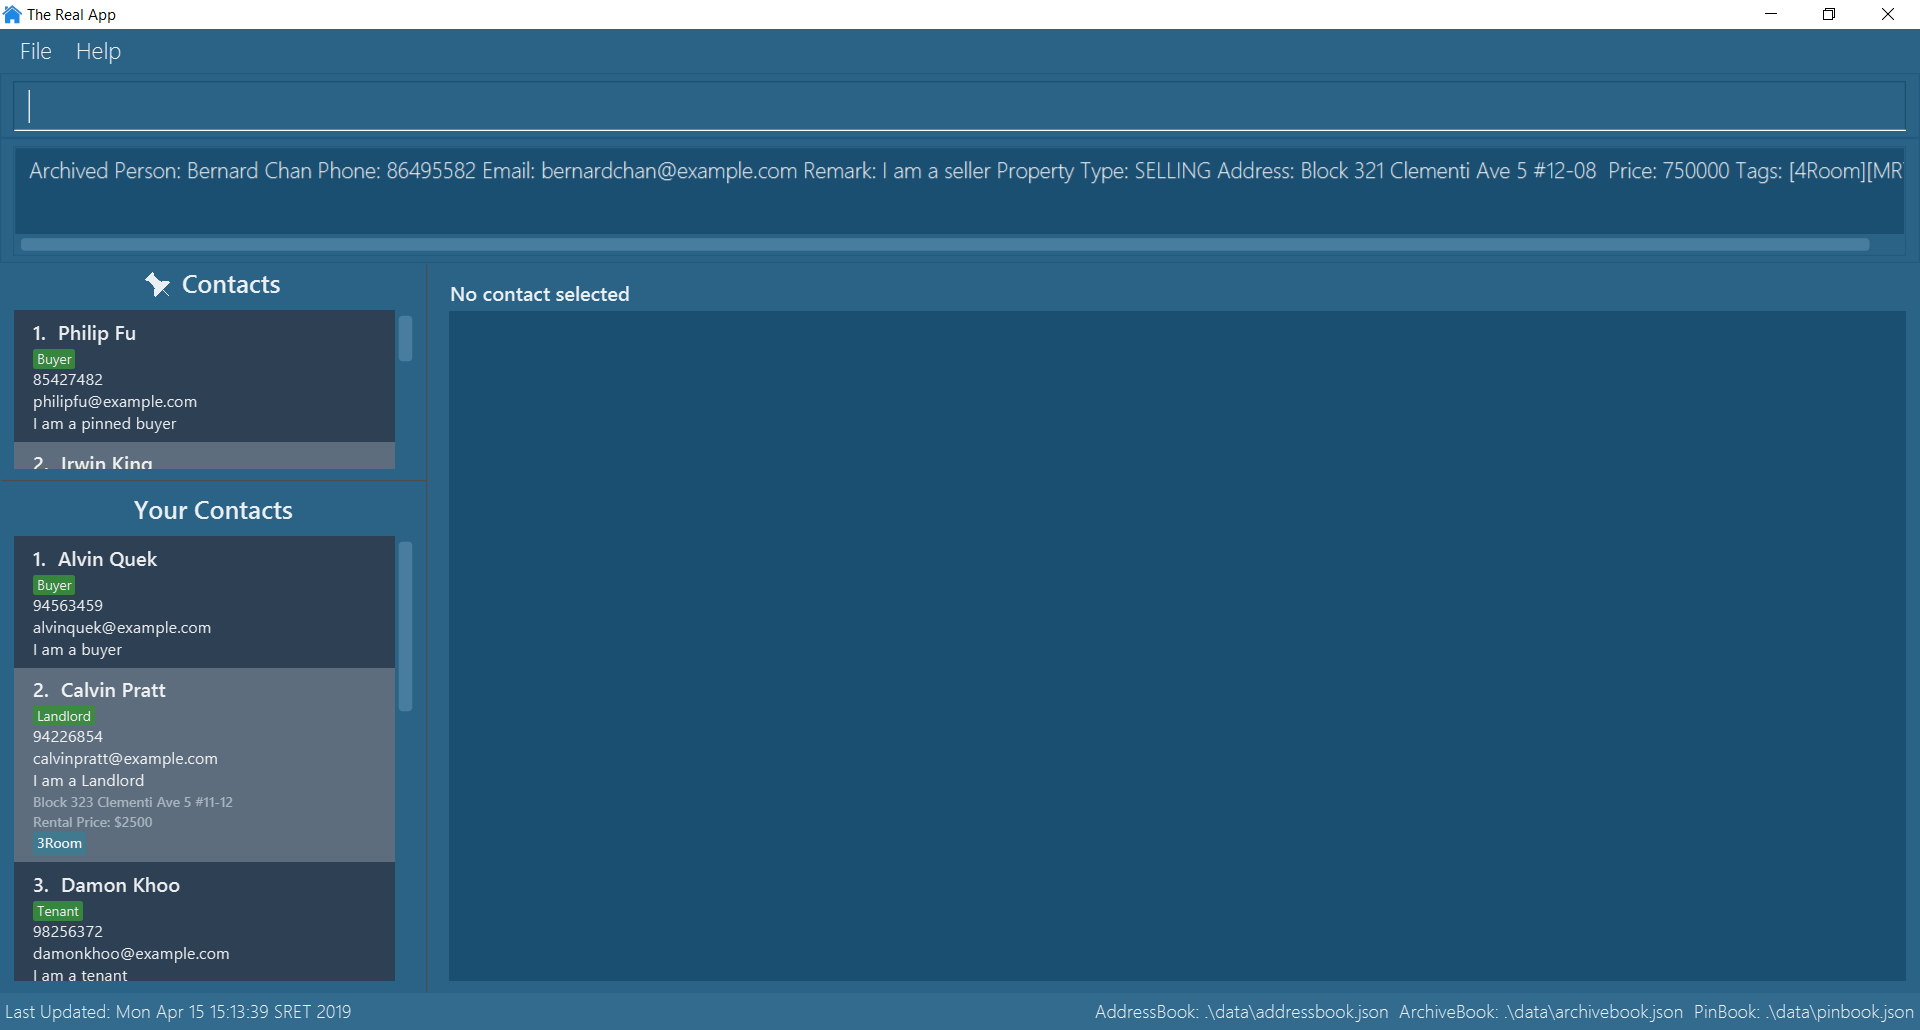 The Real App
File Help
Archived Person: Bernard Chan Phone: 86495582 Email: bernardchan@example.com Remark: I am a seller Property Type: SELLING Address: Block 321 Clementi Ave 5 #12-08 Price: 750000 Tags: [4Room][MR
Contacts
1. Philip Fu
Buyer
85427482
philipfu@example.com
I am a pinned buyer
2. Irwin King
Your Contacts
1. Alvin Quek
Buyer
94563459
alvinquek@example.com
I am a buyer
2. Calvin Pratt
Landlord
94226854
calvinpratt@example.com
I am a Landlord
Block 323 Clementi Ave 5 #11-12
Rental Price: $2500
3Room
3. Damon Khoo
Tenant
98256372
damonkhoo@example.com
I am a tenant
No contact selected
Last Updated: Mon Apr 15 15:13:39 SRET 2019
AddressBook: .\data\addressbook.json ArchiveBook: .\data\archivebook.json PinBook: .\data\pinbook.json